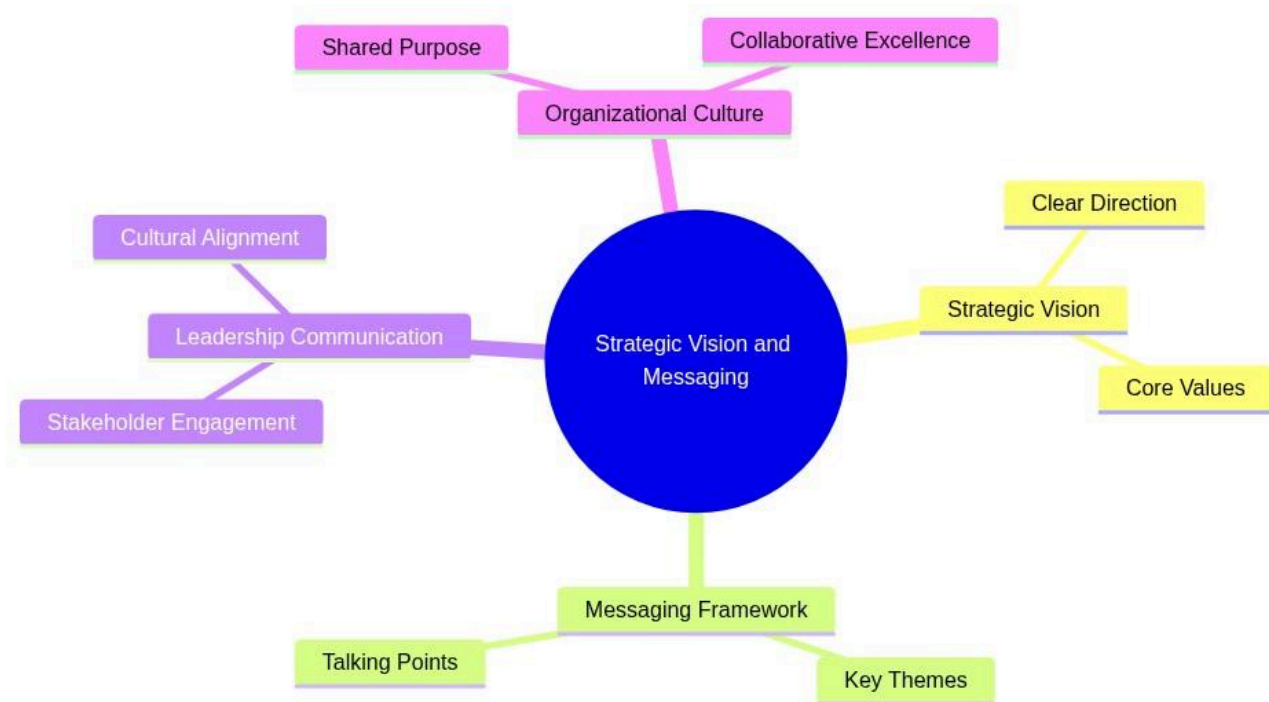 Shared Purpose
Collaborative Excellence
Organizational Culture
Clear Direction
Cultural Alignment
Strategic Vision
Leadership Communication
Strategic Vision and
Messaging
Core Values
Stakeholder Engagement
Messaging Framework
Talking Points
Key Themes